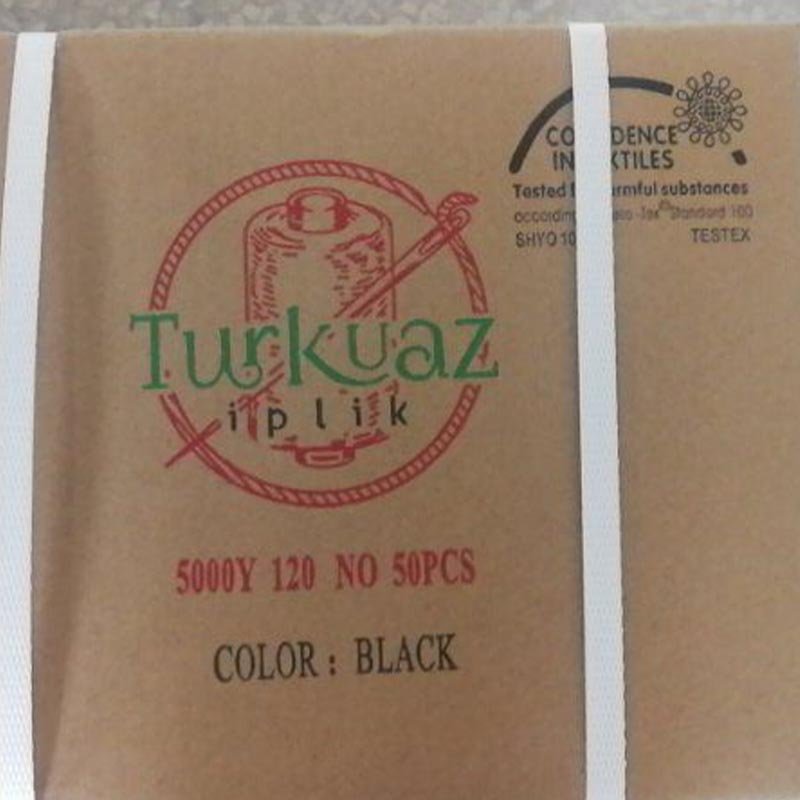 CO DENCE
IN XTILES
Tested armful substances
Standard 100
SHYO 10 TESTEX
Turkuaz
iplik
5000Y 120 NO 50PCS
COLOR : BLACK